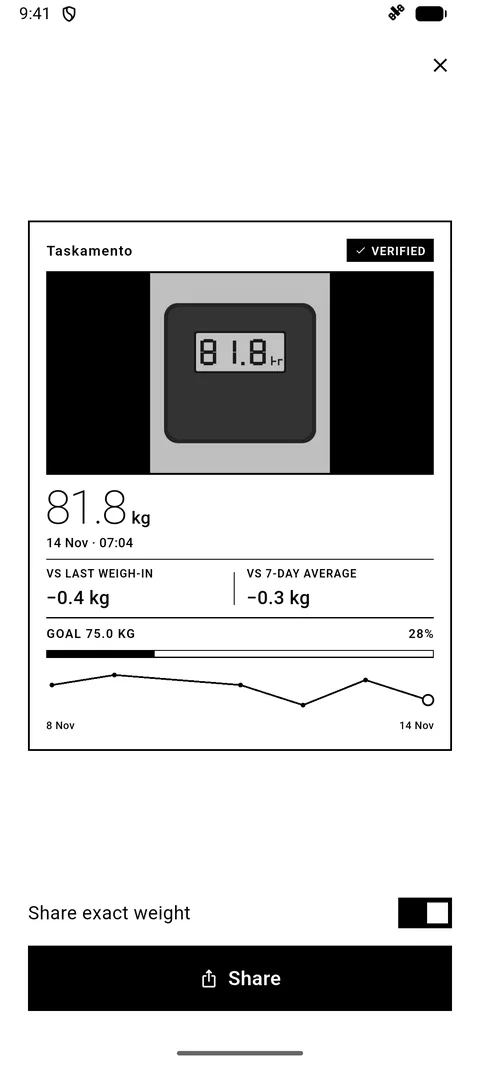 9:41
Taskamento
VERIFIED
81.8
81.8 kg
14 Nov · 07:04
VS LAST WEIGH-IN
−0.4 kg
VS 7-DAY AVERAGE
−0.3 kg
GOAL 75.0 KG
28%
8 Nov
14 Nov
Share exact weight
Share